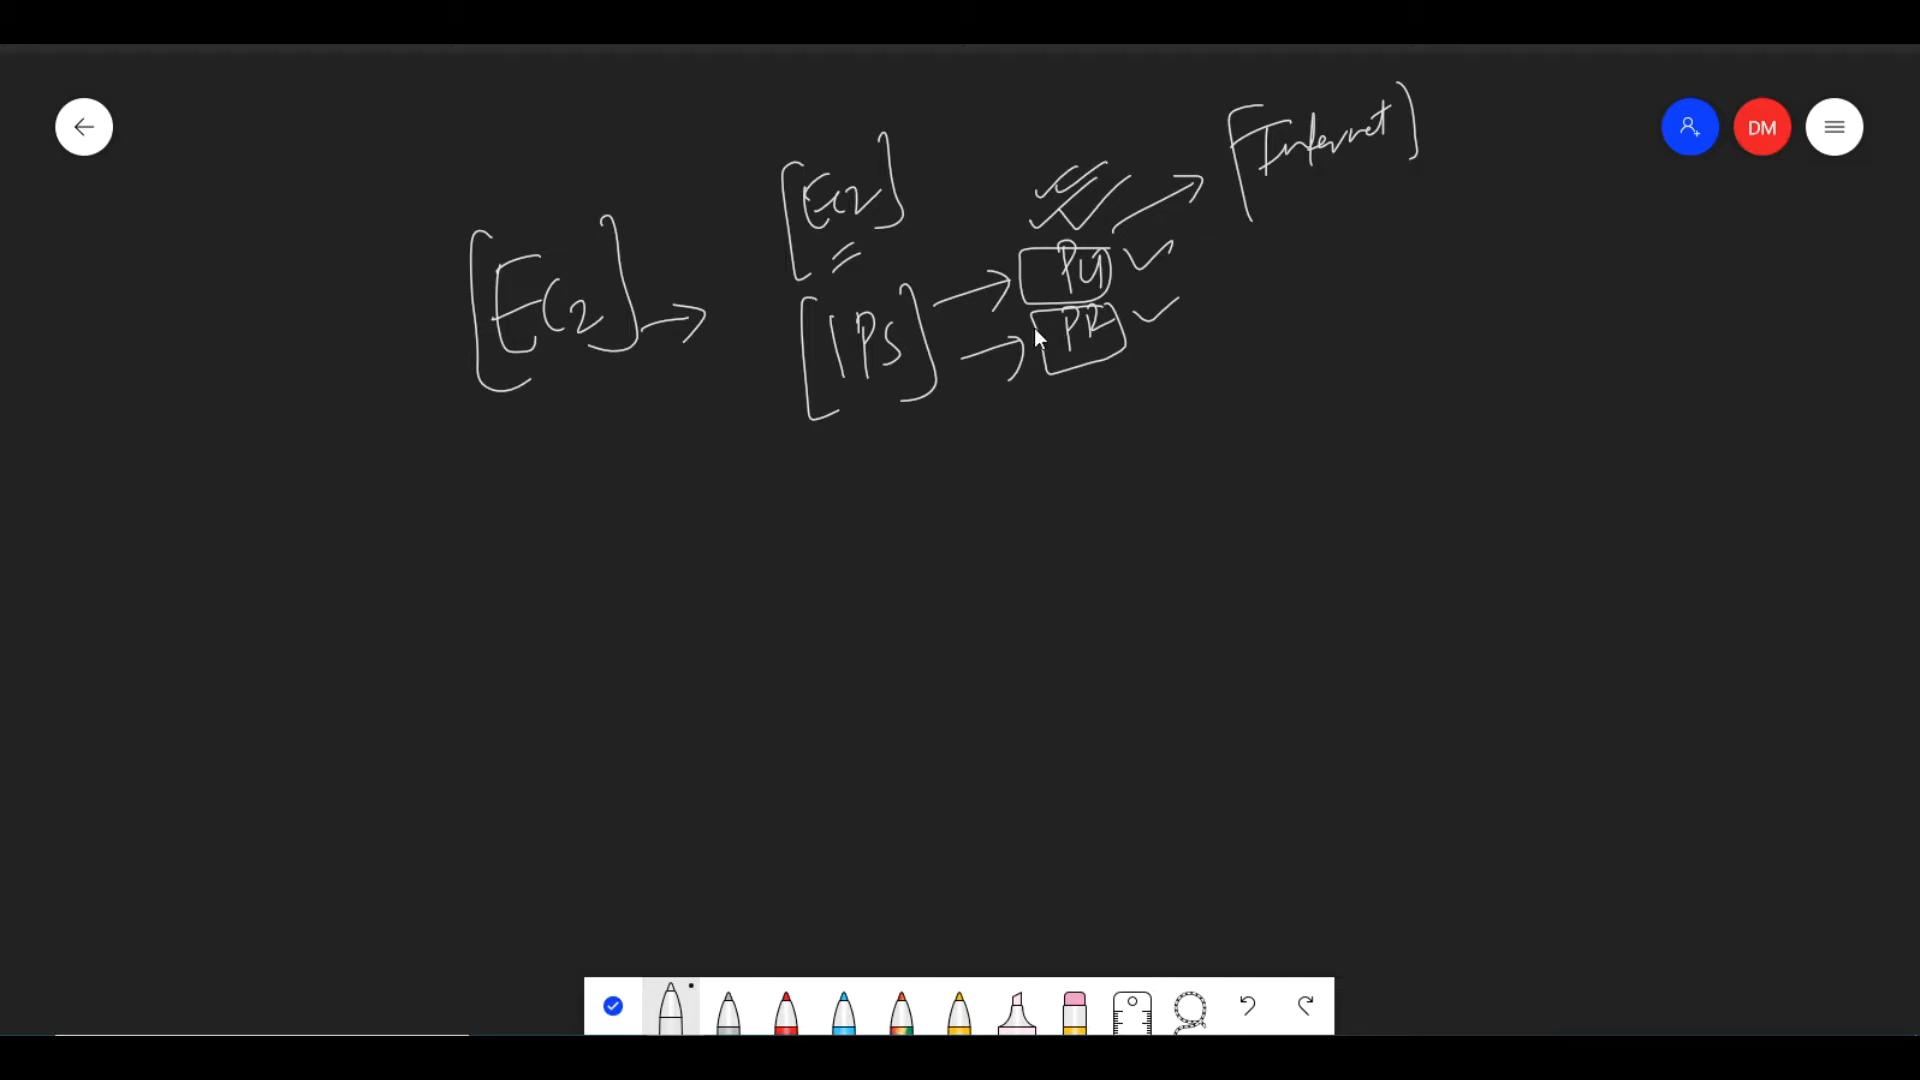 [Internet]
DM
[Ec2]
[EC2]
PU
[IPS]
PR